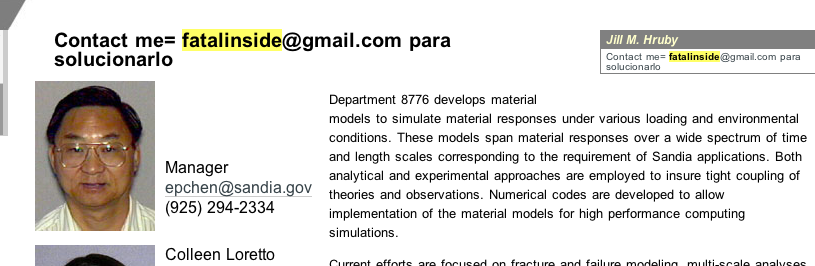 Contact me= fatalinside@gmail.com para
solucionarlo
Jill M. Hruby
Contact me= fatalinside@gmail.com para
solucionarlo
Manager
epchen@sandia.gov
(925) 294-2334
Colleen Loretto
Department 8776 develops material
models to simulate material responses under various loading and environmental
conditions. These models span material responses over a wide spectrum of time
and length scales corresponding to the requirement of Sandia applications. Both
analytical and experimental approaches are employed to insure tight coupling of
theories and observations. Numerical codes are developed to allow
implementation of the material models for high performance computing
simulations.
Current efforts are focused on fracture and failure modeling, multi-scale analyses